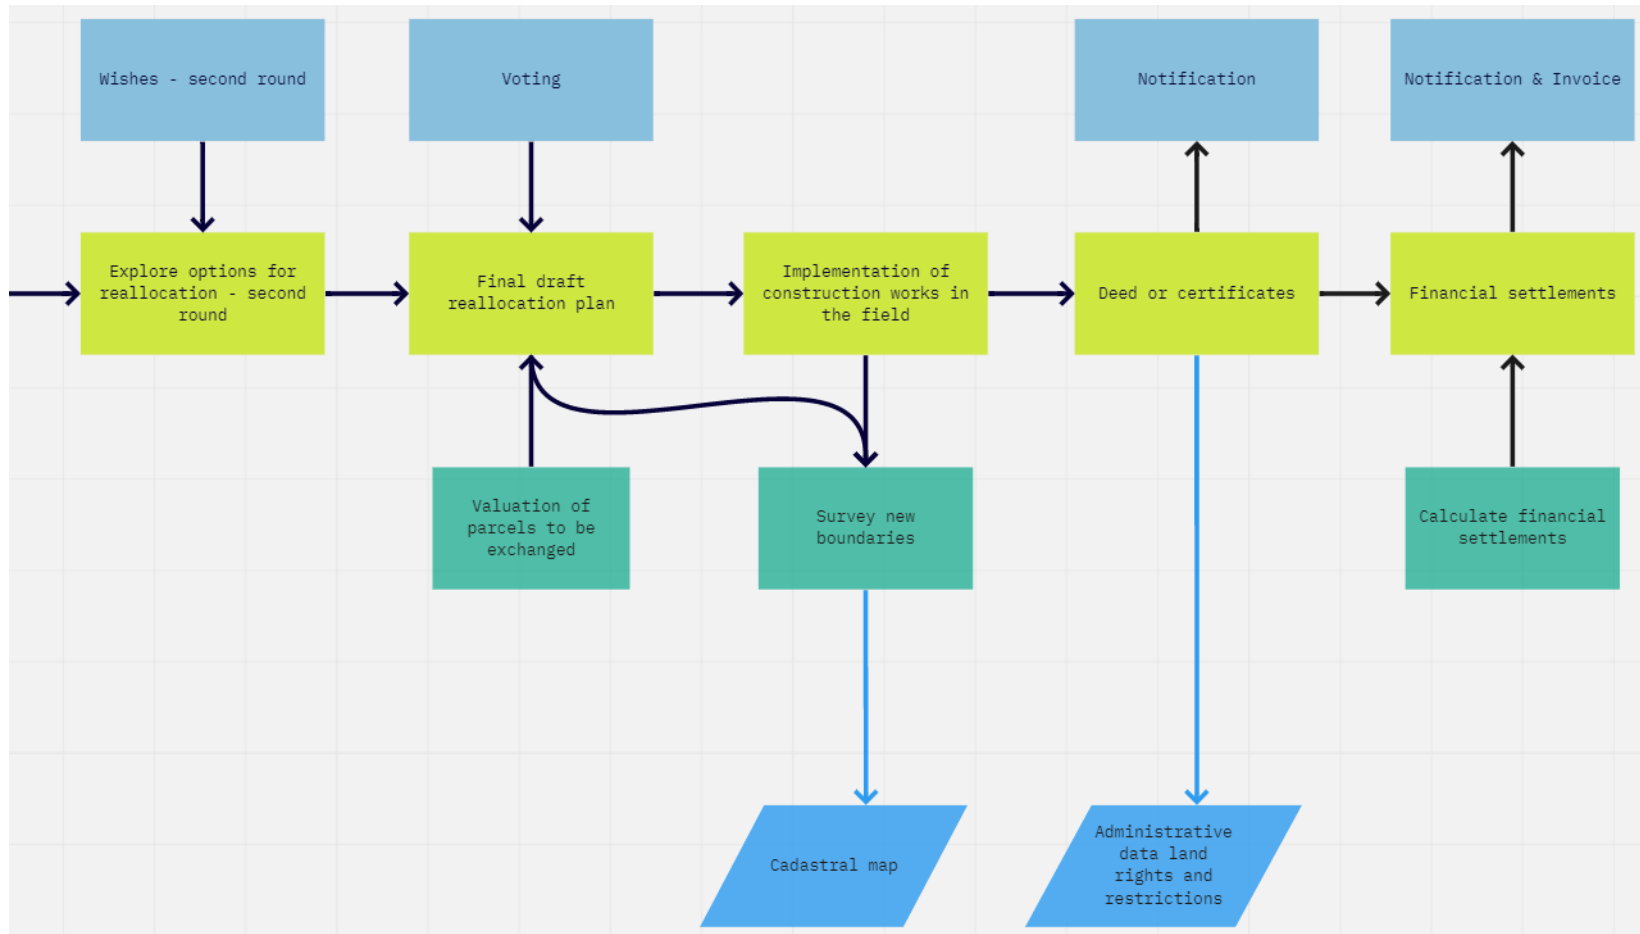 Wishes - second round
Voting
Notification
Notification & Invoice
Explore options for
reallocation - second
round
Final draft
reallocation plan
Implementation of
construction works in
the field
Deed or certificates
Financial settlements
Valuation of
parcels to be
exchanged
Survey new
boundaries
Calculate financial
settlements
Cadastral map
Administrative
data land
rights and
restrictions